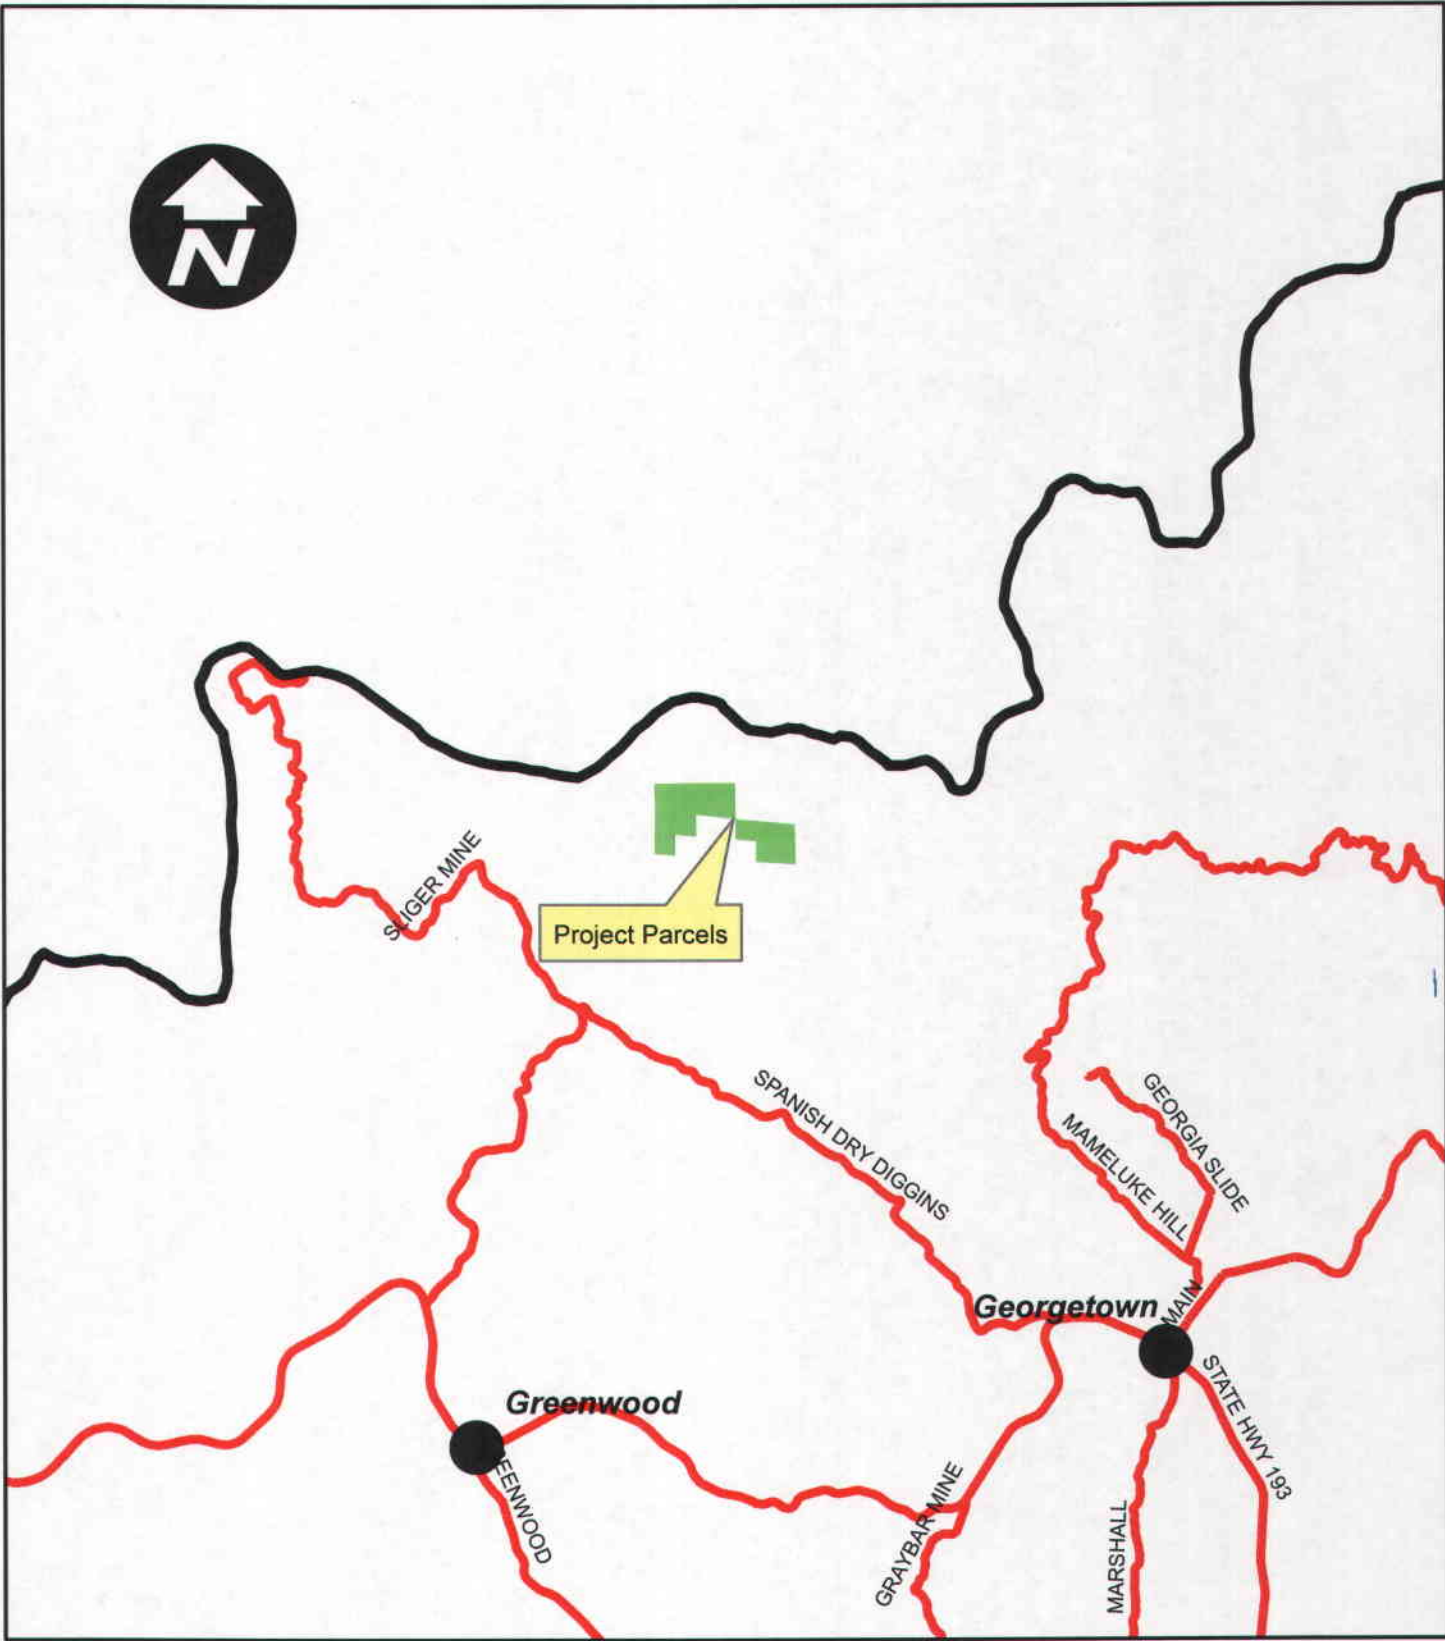 N
SLIGER MINE
Project Parcels
SPANISH DRY DIGGINS
GEORGIA SLIDE
MAMELUKE HILL
MAIN
Georgetown
STATE HWY 193
Greenwood
EENWOOD
GRAYBAR MINE
MARSHALL